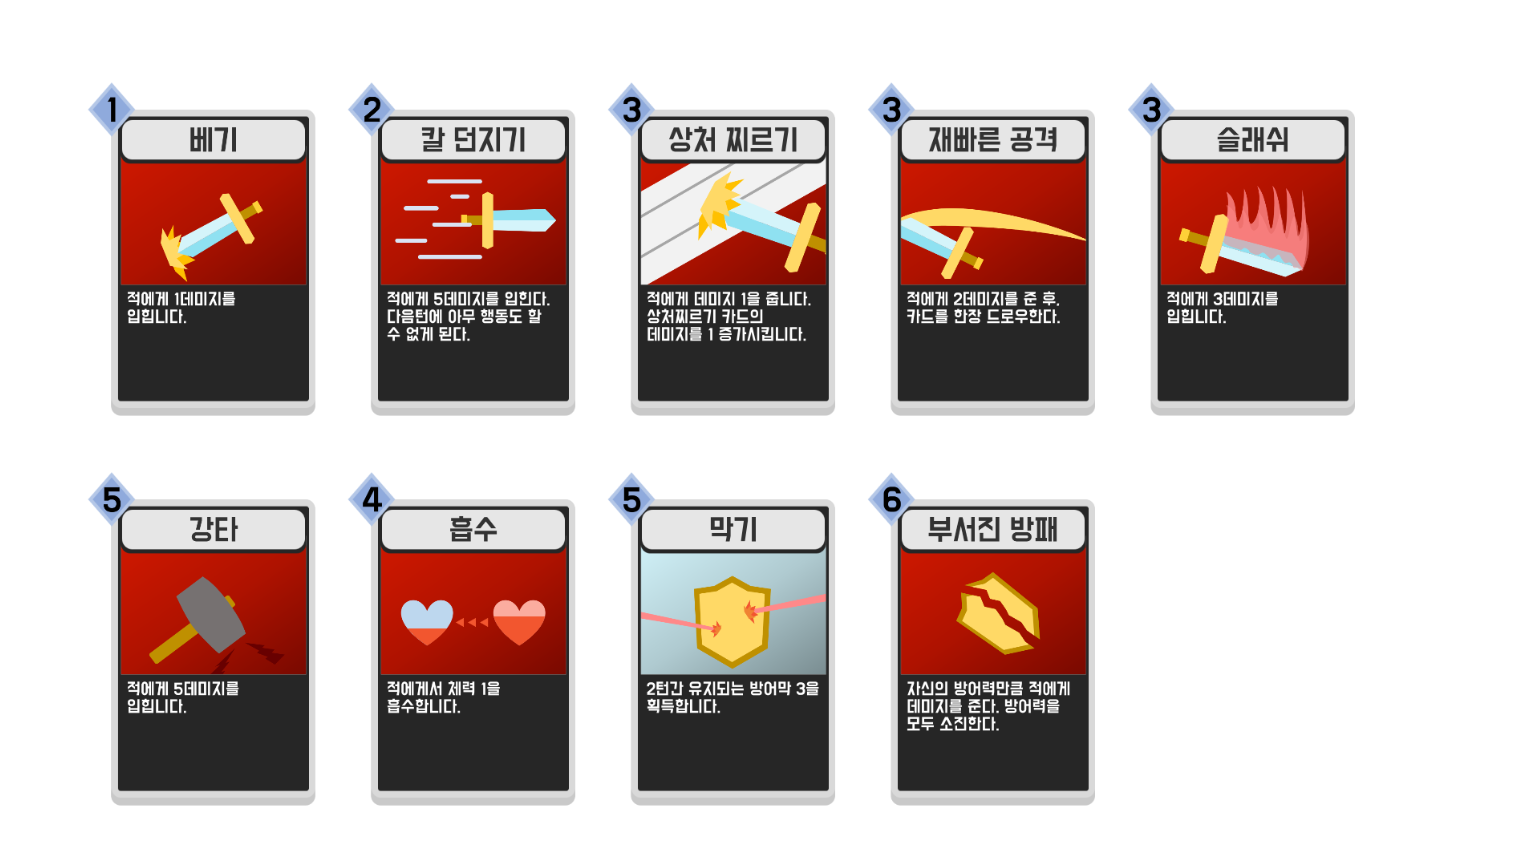 1
베기
적에게 1데미지를
입힙니다.
2
칼 던지기
적에게 5데미지를 입힌다.
다음턴에 아무 행동도 할
수 없게 된다.
3
상처 찌르기
적에게 데미지 1을 줍니다.
상처찌르기 카드의
데미지를 1 증가시킵니다.
3
재빠른 공격
적에게 2데미지를 준 후,
카드를 한장 드로우한다.
3
슬래쉬
적에게 3데미지를
입힙니다.
5
강타
적에게 5데미지를
입힙니다.
4
흡수
적에게서 체력 1을
흡수합니다.
5
막기
2턴간 유지되는 방어막 3을
획득합니다.
6
부서진 방패
자신의 방어력만큼 적에게
데미지를 준다. 방어력을
모두 소진한다.